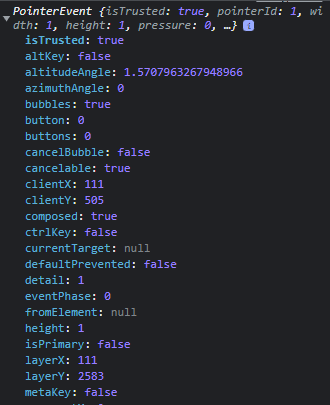 PointerEvent {isTrusted: true, pointerId: 1, wi
dth: 1, height: 1, pressure: 0, …} i
isTrusted: true
altKey: false
altitudeAngle: 1.5707963267948966
azimuthAngle: 0
bubbles: true
button: 0
buttons: 0
cancelBubble: false
cancelable: true
clientX: 111
clientY: 505
composed: true
ctrlKey: false
currentTarget: null
defaultPrevented: false
detail: 1
eventPhase: 0
fromElement: null
height: 1
isPrimary: false
layerX: 111
layerY: 2583
metaKey: false